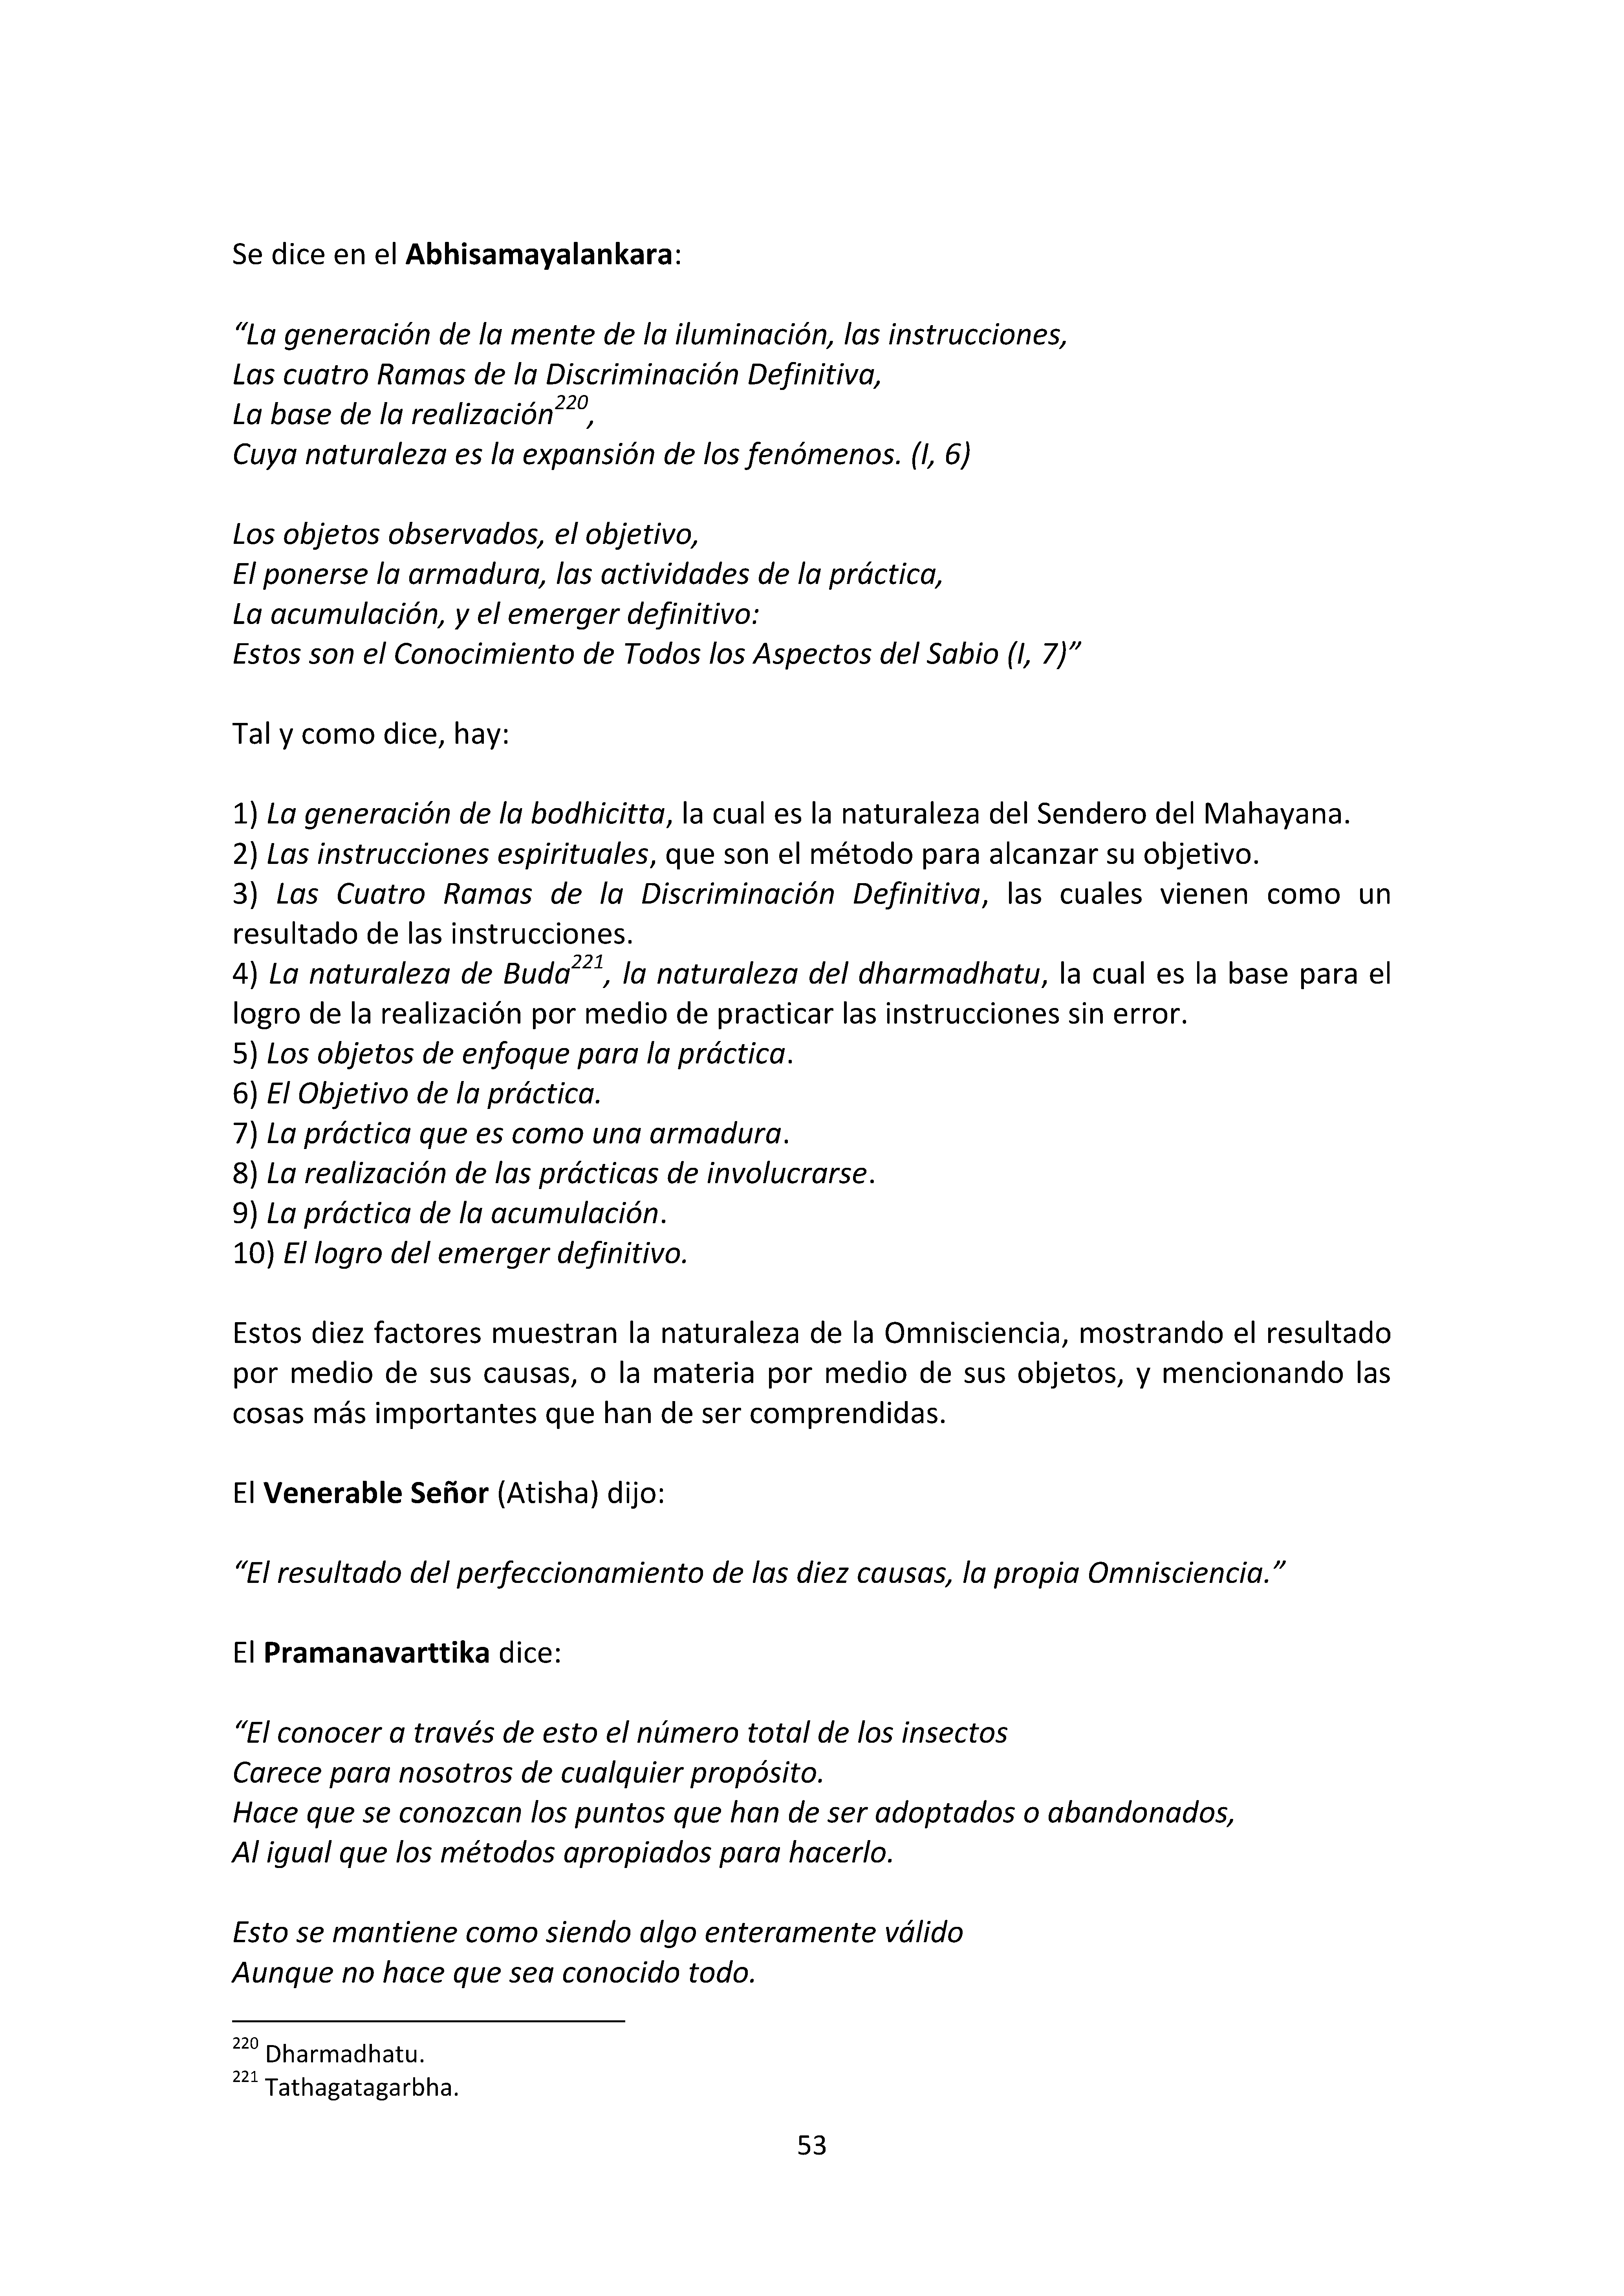 Se dice en el Abhisamayalankara:
“La generación de la mente de la iluminación, las instrucciones,
Las cuatro Ramas de la Discriminación Definitiva,
La base de la realización220,
Cuya naturaleza es la expansión de los fenómenos. (I, 6)
Los objetos observados, el objetivo,
El ponerse la armadura, las actividades de la práctica,
La acumulación, y el emerger definitivo:
Estos son el Conocimiento de Todos los Aspectos del Sabio (I, 7)”
Tal y como dice, hay:
1) La generación de la bodhicitta, la cual es la naturaleza del Sendero del Mahayana.
2) Las instrucciones espirituales, que son el método para alcanzar su objetivo.
3) Las Cuatro Ramas de la Discriminación Definitiva, las cuales vienen como un
resultado de las instrucciones.
4) La naturaleza de Buda221, la naturaleza del dharmadhatu, la cual es la base para el
logro de la realización por medio de practicar las instrucciones sin error.
5) Los objetos de enfoque para la práctica.
6) El Objetivo de la práctica.
7) La práctica que es como una armadura.
8) La realización de las prácticas de involucrarse.
9) La práctica de la acumulación.
10) El logro del emerger definitivo.
Estos diez factores muestran la naturaleza de la Omnisciencia, mostrando el resultado
por medio de sus causas, o la materia por medio de sus objetos, y mencionando las
cosas más importantes que han de ser comprendidas.
El Venerable Señor (Atisha) dijo:
“El resultado del perfeccionamiento de las diez causas, la propia Omnisciencia.”
El Pramanavarttika dice:
“El conocer a través de esto el número total de los insectos
Carece para nosotros de cualquier propósito.
Hace que se conozcan los puntos que han de ser adoptados o abandonados,
Al igual que los métodos apropiados para hacerlo.
Esto se mantiene como siendo algo enteramente válido
Aunque no hace que sea conocido todo.
220 Dharmadhatu.
221 Tathagatagarbha.
53